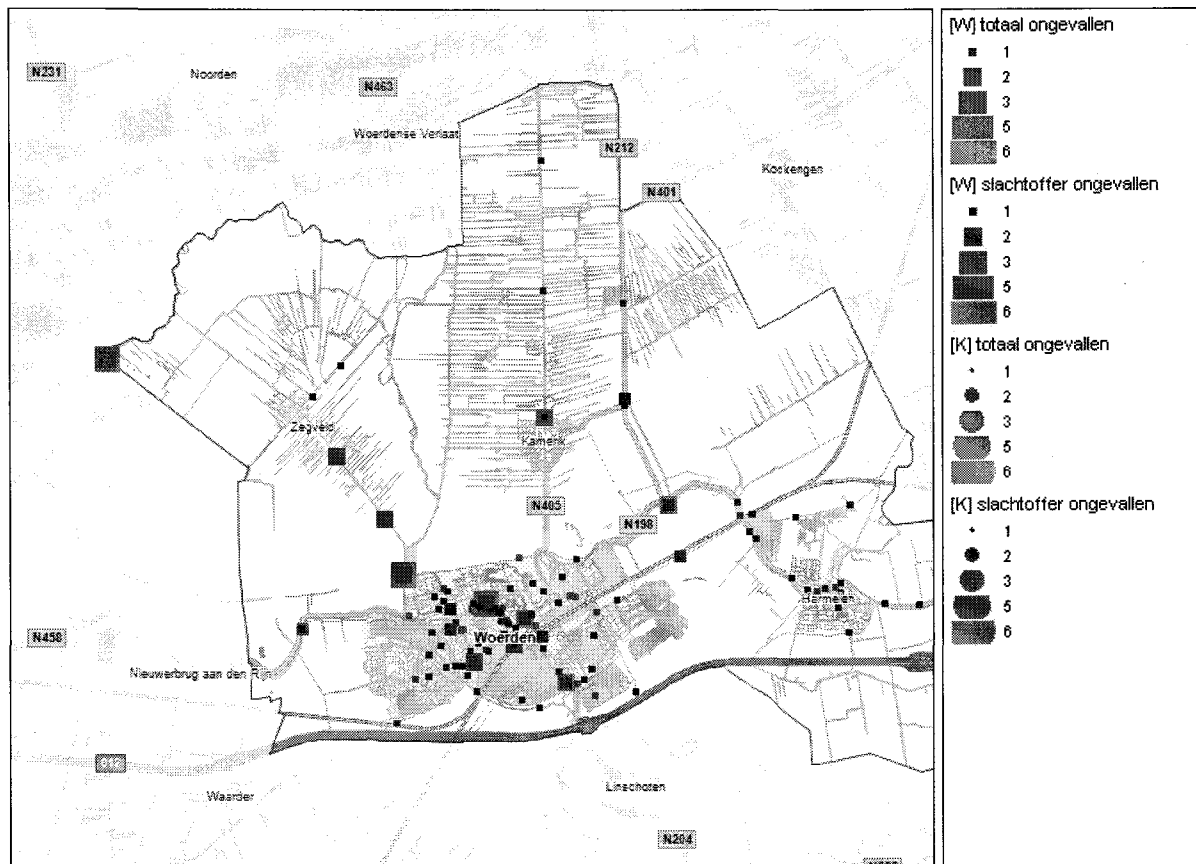 N231
Noorden
N463
Woerdense Verlaat
N212
Kockengen
N401
Zegveld
Kamerik
N405
N198
Harmelen
Woerden
N458
Nieuwerbrug aan den Rijn
Waarder
Linschoten
N204
[W] totaal ongevallen
1
2
3
5
6
[W] slachtoffer ongevallen
1
2
3
5
6
[K] totaal ongevallen
1
2
3
5
6
[K] slachtoffer ongevallen
1
2
3
5
6